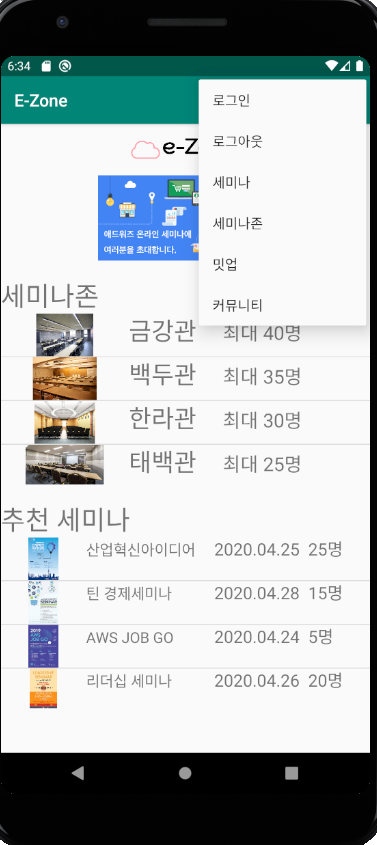 6:34
E-Zone
로그인
로그아웃
세미나
세미나존
밋업
커뮤니티
e-Z
애드위즈 온라인 세미나에
여러분을 초대합니다.
세미나존
금강관 최대 40명
백두관 최대 35명
한라관 최대 30명
태백관 최대 25명
추천 세미나
산업혁신아이디어 2020.04.25 25명
틴 경제세미나 2020.04.28 15명
AWS JOB GO 2020.04.24 5명
리더십 세미나 2020.04.26 20명